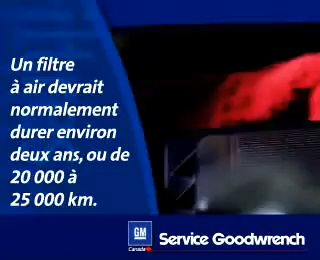 Un filtre
à air devrait
normalement
durer environ
deux ans, ou de
20 000 à
25 000 km.
GM
Canada
Service Goodwrench